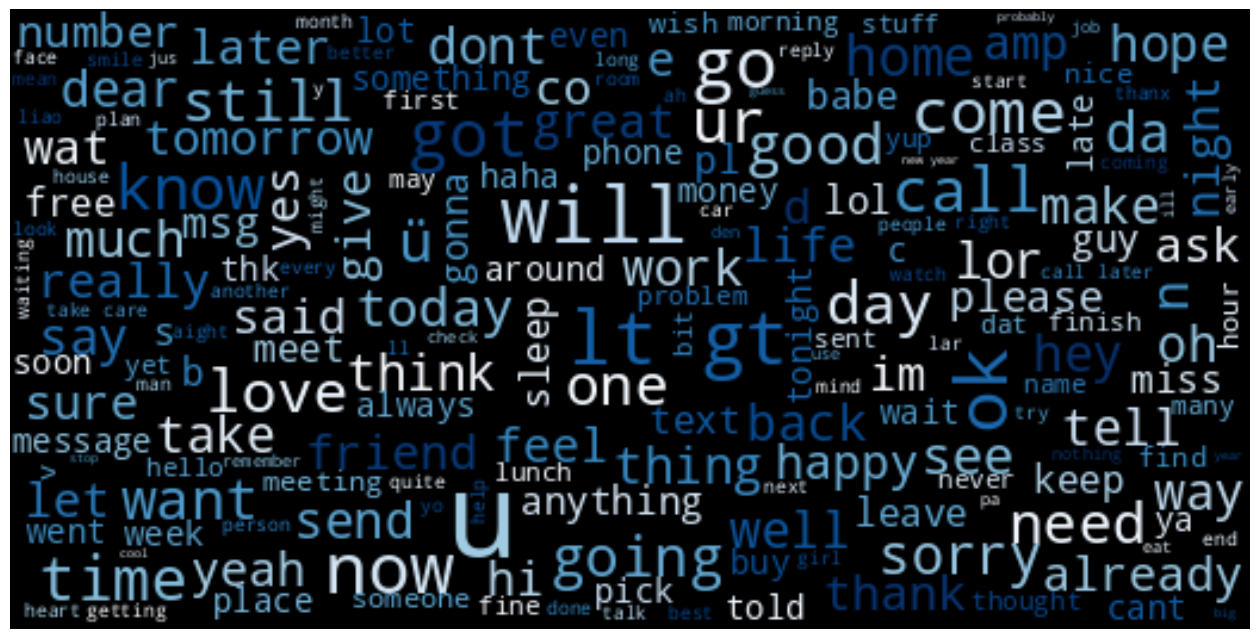 number later lot dont even e wish morning stuff probably job hope
month better long go reply home amp
face smile jus something co room start nice
mean dear still y first ah guess babe come late thanx night
liao plan tomorrow got great ur good yup class da
wat phone pl new year coming
house know yes may haha money call make early
free might give gonna will car d lol ill
look much msg ü den life people right guy ask
waiting really thk every around work c lor watch call later n
take care another problem tonight day please hour
say s aight said today sleep lt bit gt sent dat finish oh
soon yet b meet ll check use lar ok hey
man love think one mind im name miss
sure always text back wait try many
message take friend feel thing happy see tell nothing find year
> stop hello remember meeting quite lunch next never keep way
let want send yo help u anything well leave pa need ya
went week person buy girl sorry eat end
cool time yeah now hi going already
place someone fine pick thank thought cant
heart getting done talk best told big